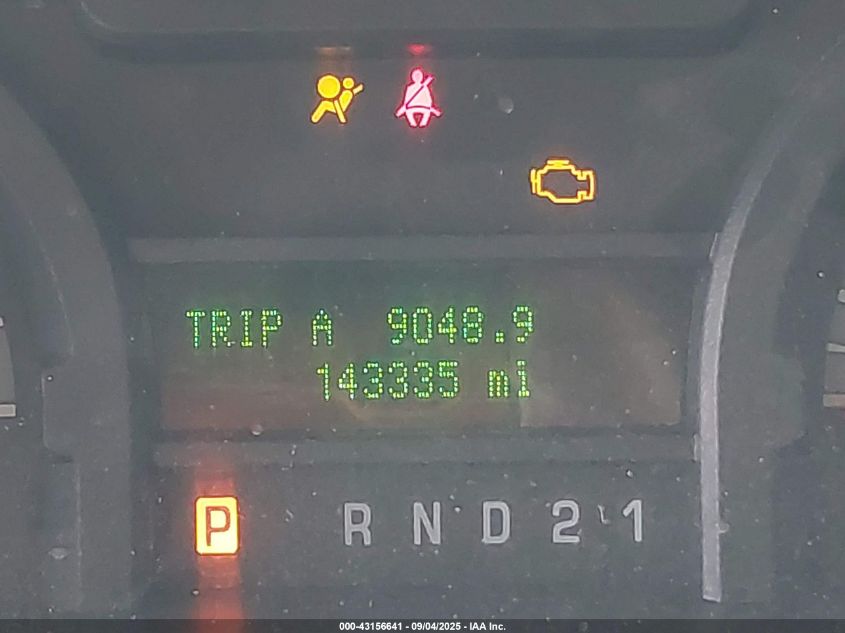 TRIP A 9048.9
143335 mi
P R N D 2 1
000-43156641 - 09/04/2025 - IAA Inc.